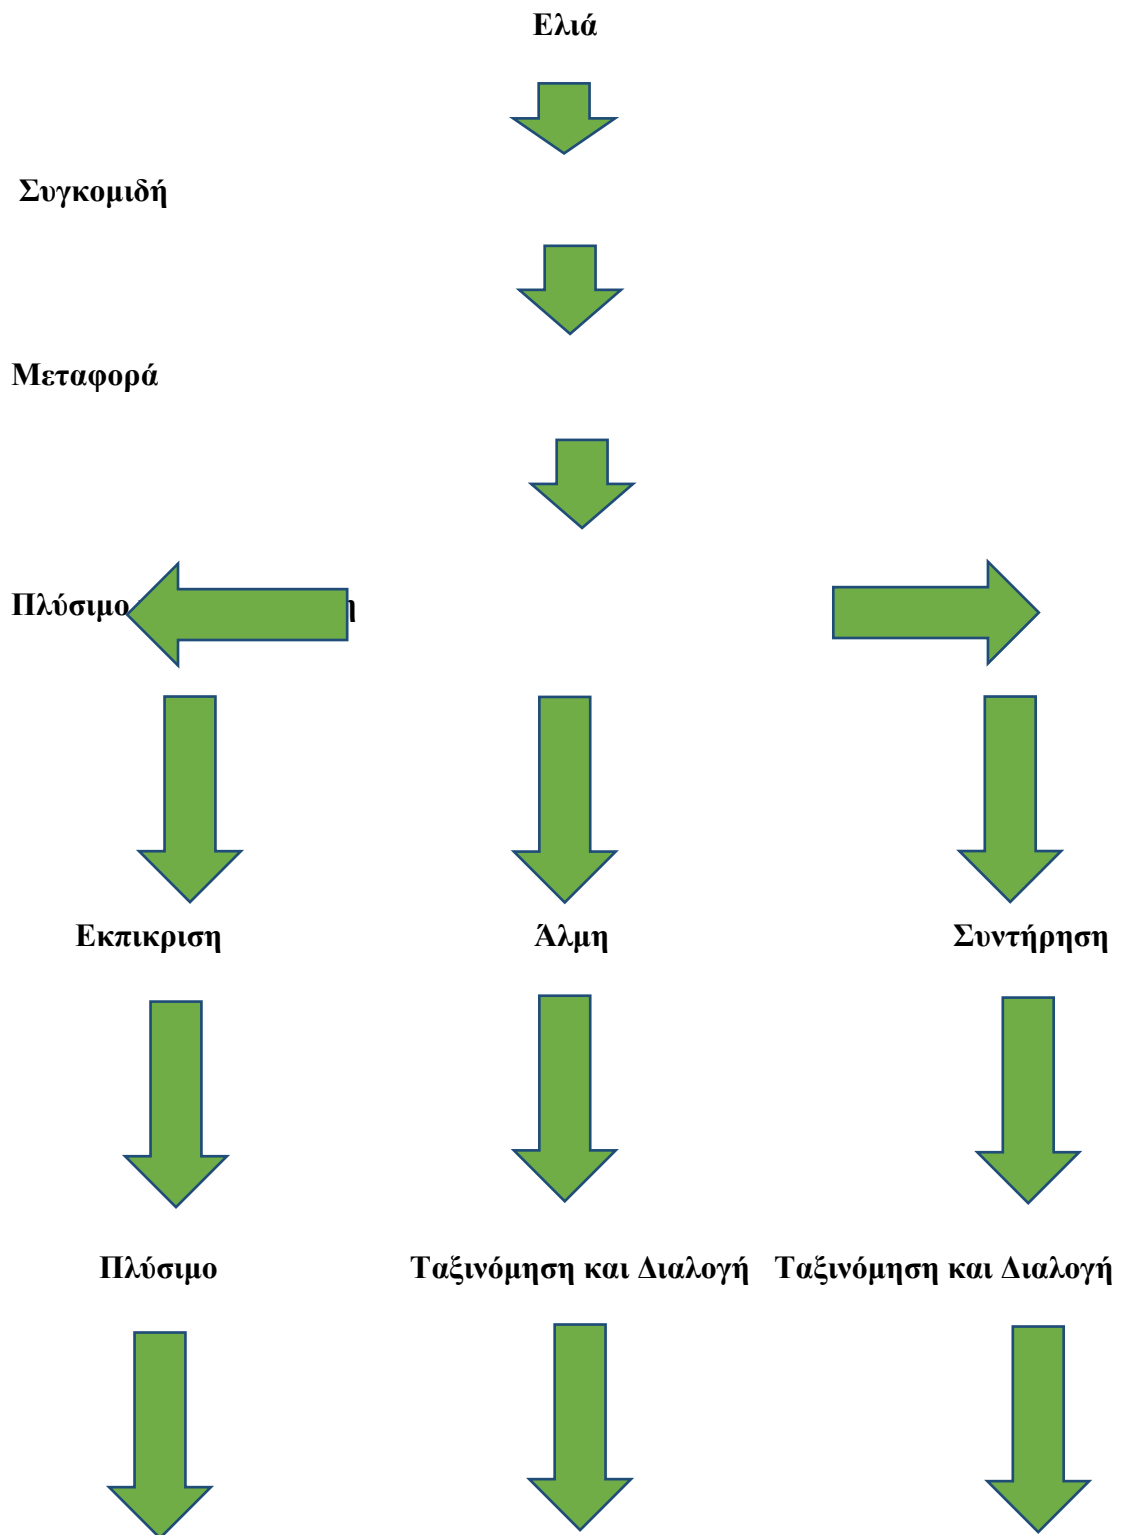 Ελιά
Συγκομιδή
Μεταφορά
Πλύσιμο
Εκπικριση Άλμη Συντήρηση
Πλύσιμο Ταξινόμηση και Διαλογή Ταξινόμηση και Διαλογή